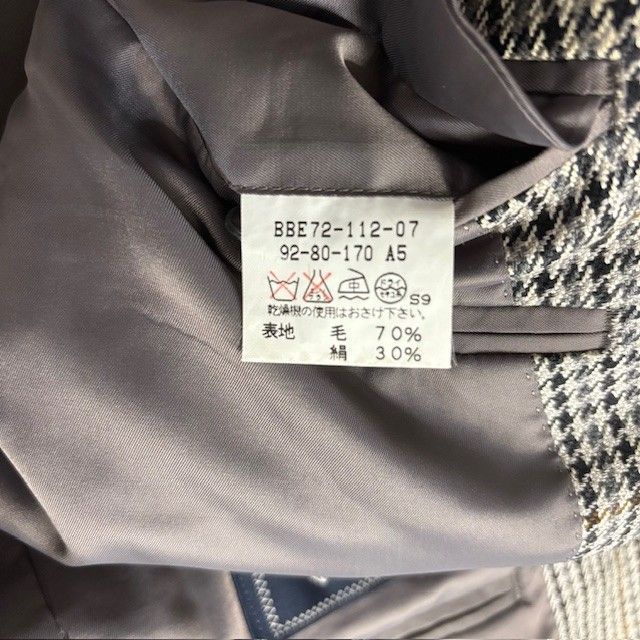 BBE72-112-07
92-80-170 A5
S9
乾燥機の使用はおさけ下さい。
表地 毛 70%
絹 30%